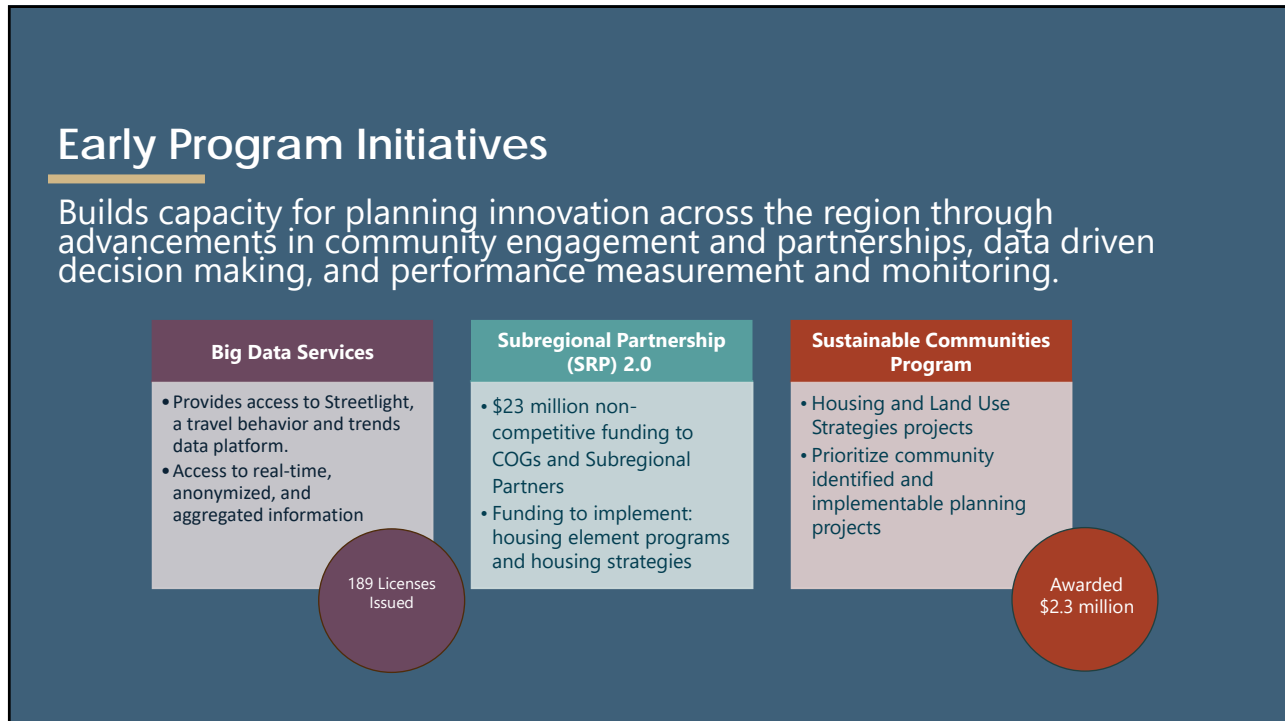 Early Program Initiatives
Builds capacity for planning innovation across the region through
advancements in community engagement and partnerships, data driven
decision making, and performance measurement and monitoring.
Big Data Services
• Provides access to Streetlight,
a travel behavior and trends
data platform.
• Access to real-time,
anonymized, and
aggregated information
189 Licenses
Issued
Subregional Partnership
(SRP) 2.0
• $23 million non-
competitive funding to
COGs and Subregional
Partners
• Funding to implement:
housing element programs
and housing strategies
Sustainable Communities
Program
• Housing and Land Use
Strategies projects
• Prioritize community
identified and
implementable planning
projects
Awarded
$2.3 million